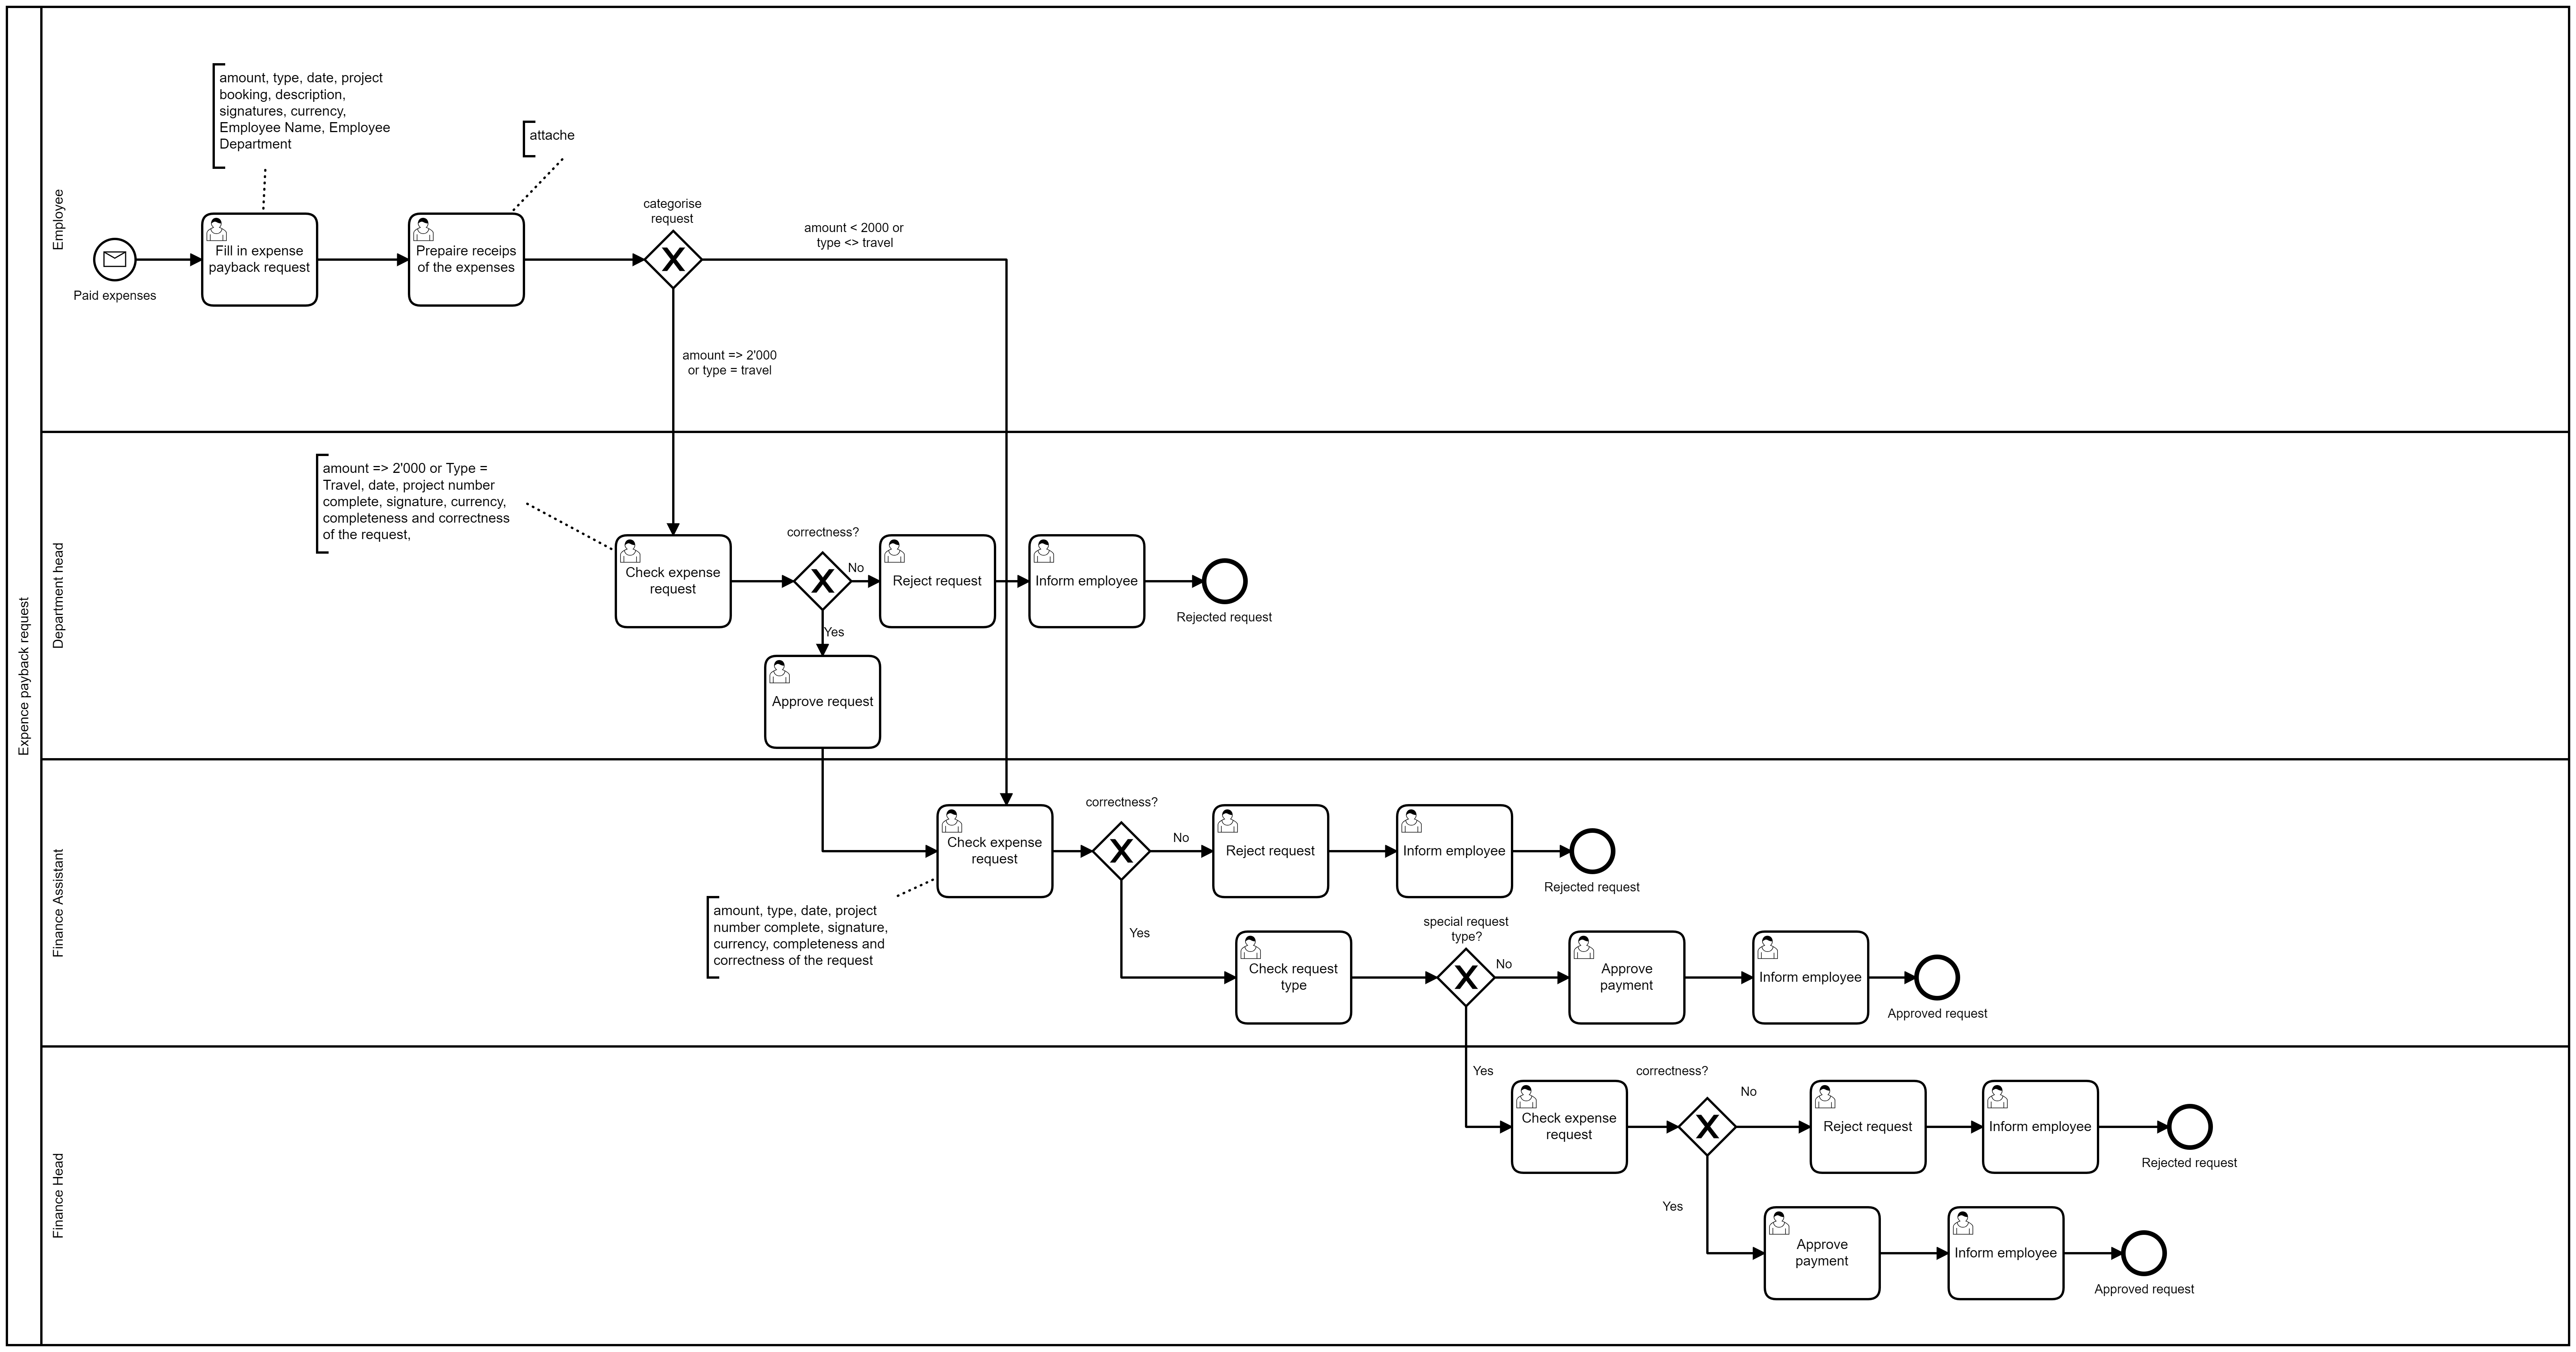 Expence payback request
Employee
amount, type, date, project
booking, description,
signatures, currency,
Employee Name, Employee
Department
attache
Paid expenses
Fill in expense
payback request
Prepaire receips
of the expenses
categorise
request
amount < 2000 or
type <> travel
amount => 2'000
or type = travel
Department head
amount => 2'000 or Type =
Travel, date, project number
complete, signature, currency,
completeness and correctness
of the request,
Check expense
request
correctness?
No
Reject request
Inform employee
Rejected request
Yes
Approve request
Finance Assistant
Check expense
request
correctness?
No
Reject request
Inform employee
Rejected request
amount, type, date, project
number complete, signature,
currency, completeness and
correctness of the request
Yes
Check request
type
special request
type?
No
Approve
payment
Inform employee
Approved request
Finance Head
Yes
Check expense
request
correctness?
No
Reject request
Inform employee
Rejected request
Yes
Approve
payment
Inform employee
Approved request